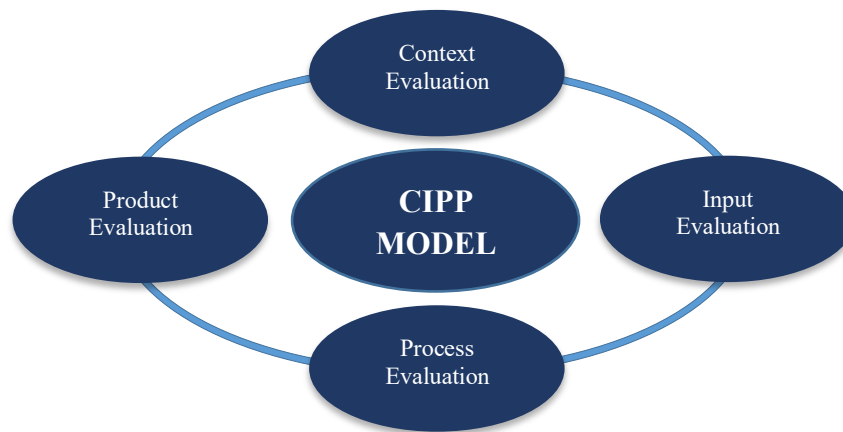 Context
Evaluation
Product
Evaluation
CIPP
MODEL
Input
Evaluation
Process
Evaluation